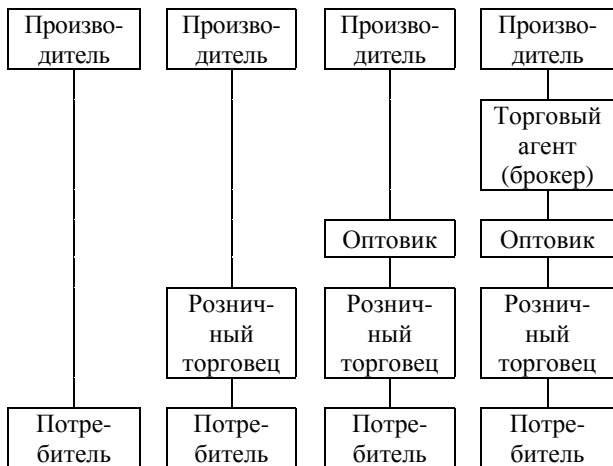 Произво-
дитель
Произво-
дитель
Произво-
дитель
Произво-
дитель
Торговый
агент
(брокер)
Оптовик
Оптовик
Рознич-
ный
торговец
Рознич-
ный
торговец
Рознич-
ный
торговец
Потре-
битель
Потре-
битель
Потре-
битель
Потре-
битель